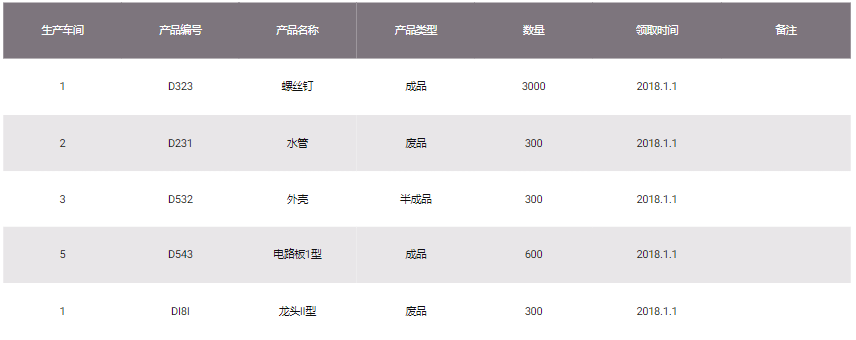 生产车间 产品编号 产品名称 产品类型 数量 领取时间 备注
1 D323 螺丝钉 成品 3000 2018.1.1
2 D231 水管 废品 300 2018.1.1
3 D532 外壳 半成品 300 2018.1.1
5 D543 电路板1型 成品 600 2018.1.1
1 DI8I 龙头II型 废品 300 2018.1.1